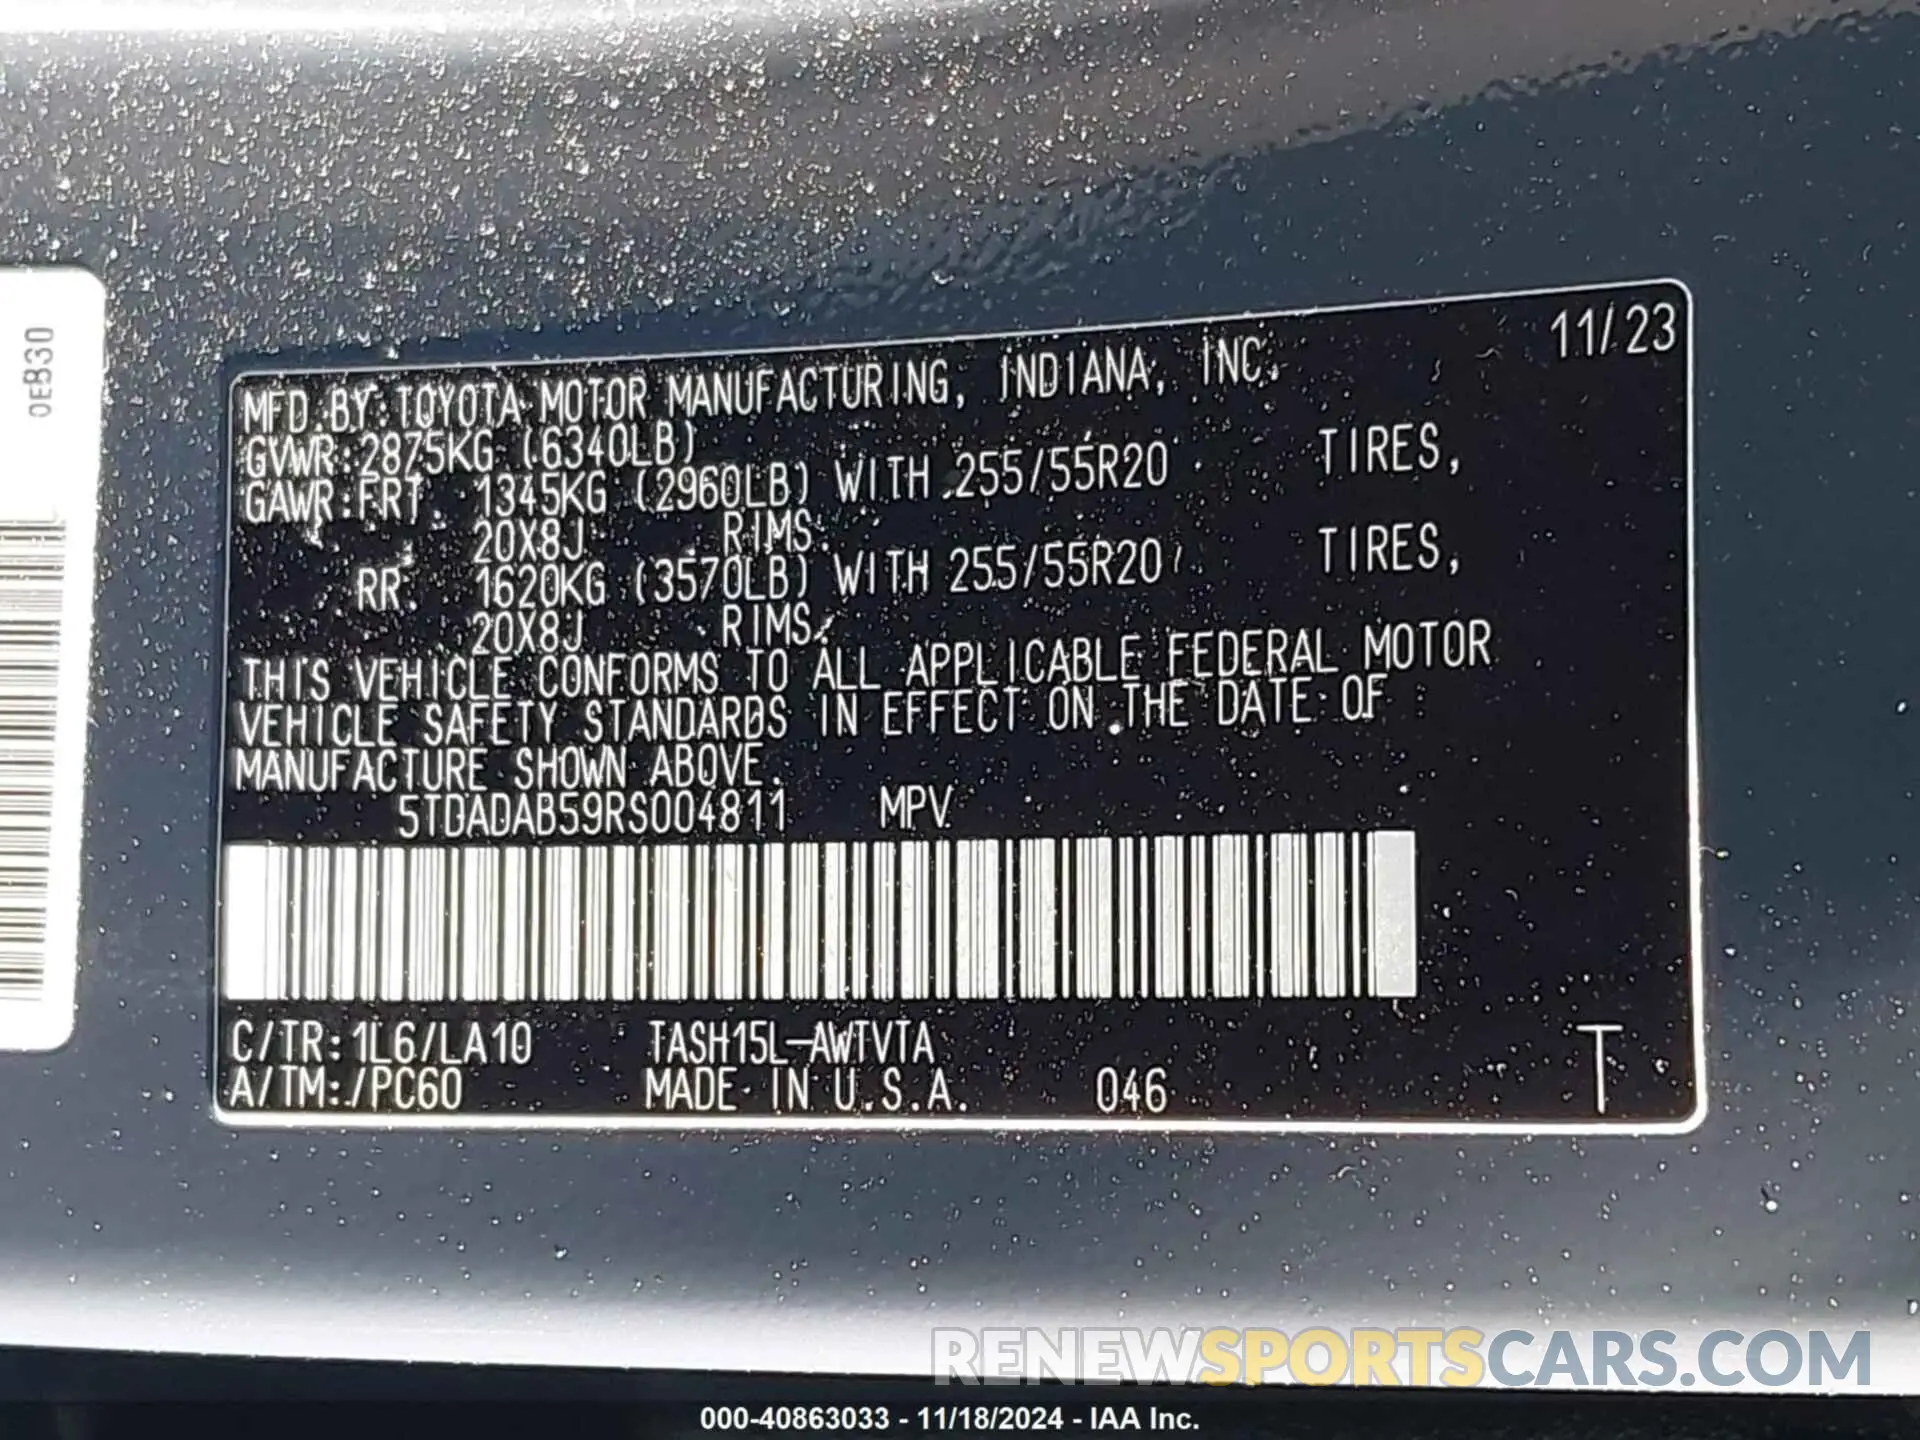 11/23
MFD.BY:TOYOTA MOTOR MANUFACTURING, INDIANA, INC.
GVWR:2875KG (6340LB)
GAWR:FRT. 1345KG (2960LB) WITH 255/55R20 TIRES,
20X8J RIMS.
RR. 1620KG (3570LB) WITH 255/55R20 TIRES,
20X8J RIMS.
THIS VEHICLE CONFORMS TO ALL APPLICABLE FEDERAL MOTOR
VEHICLE SAFETY STANDARDS IN EFFECT ON THE DATE OF
MANUFACTURE SHOWN ABOVE.
5TDADAB59RS004811 MPV
C/TR:1L6/LA10 TASH15L-AWTVTA
A/TM:/PC60 MADE IN U.S.A. 046 T
0EB30
RENEWSPORTSCARS.COM
000-40863033 - 11/18/2024 - IAA Inc.